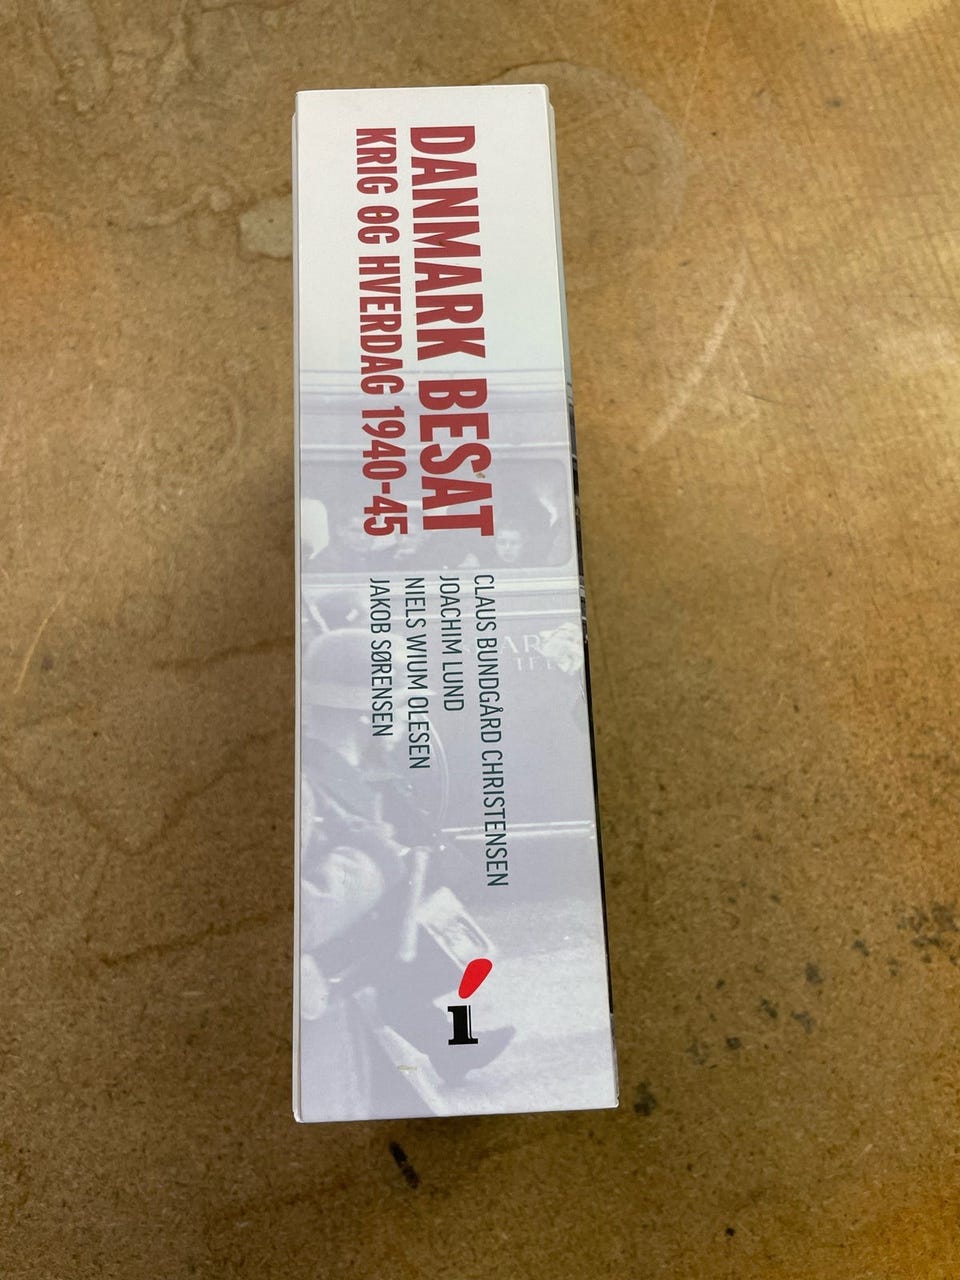 DANMARK BESAT
KRIG OG HVERDAG 1940-45
CLAUS BUNDGÅRD CHRISTENSEN
JOACHIM LUND
NIELS WIUM OLESEN
JAKOB SØRENSEN
i